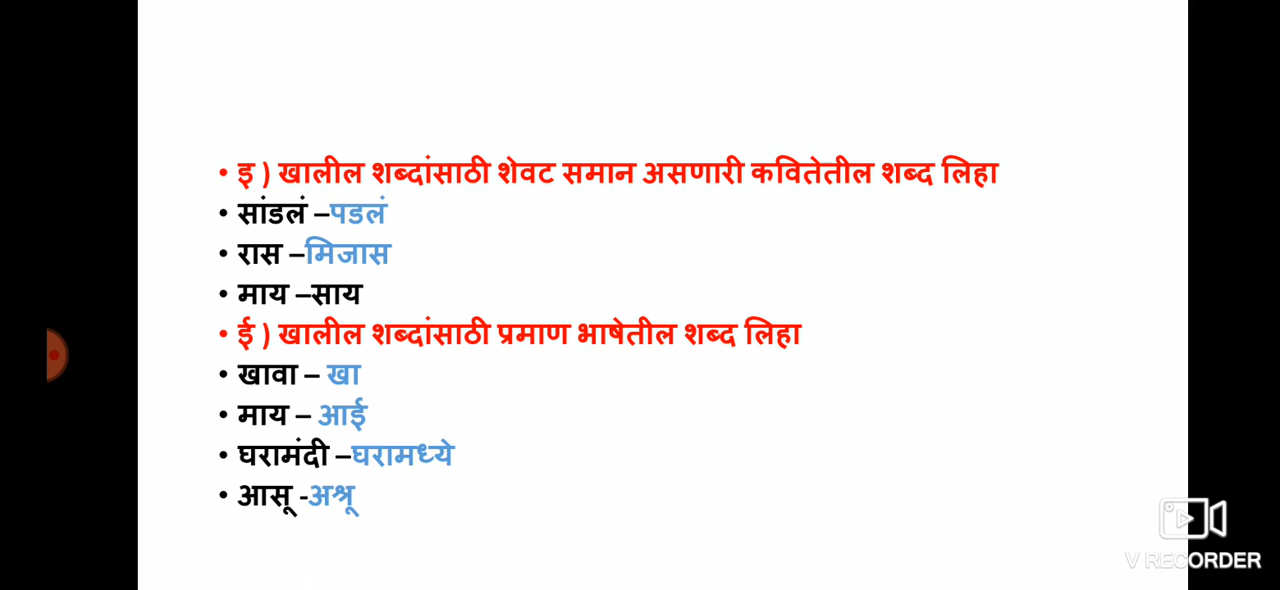 • इ ) खालील शब्दांसाठी शेवट समान असणारी कवितेतील शब्द लिहा
• सांडलं –पडलं
• रास –मिजास
• माय –साय
• ई ) खालील शब्दांसाठी प्रमाण भाषेतील शब्द लिहा
• खावा – खा
• माय – आई
• घरामंदी –घरामध्ये
• आसू -अश्रू
V RECORDER